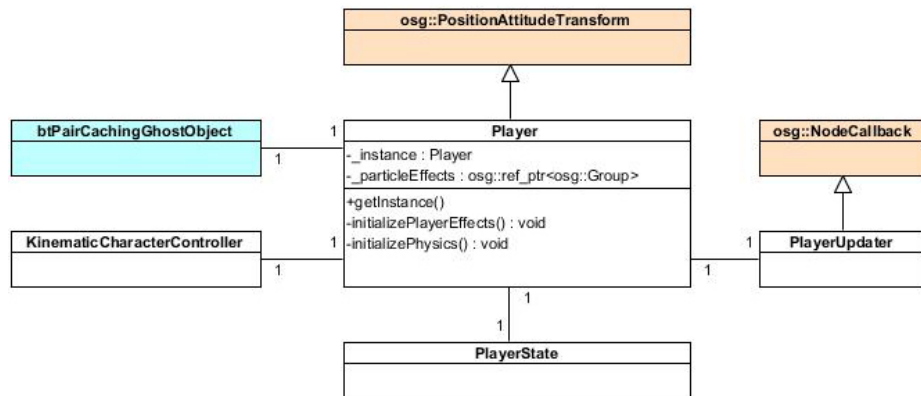 osg::PositionAttitudeTransform
btPairCachingGhostObject
1
1
Player
-_instance : Player
-_particleEffects : osg::ref_ptr<osg::Group>
+getInstance()
-initializePlayerEffects() : void
-initializePhysics() : void
osg::NodeCallback
KinematicCharacterController
1
1
1
1
PlayerUpdater
1
1
PlayerState